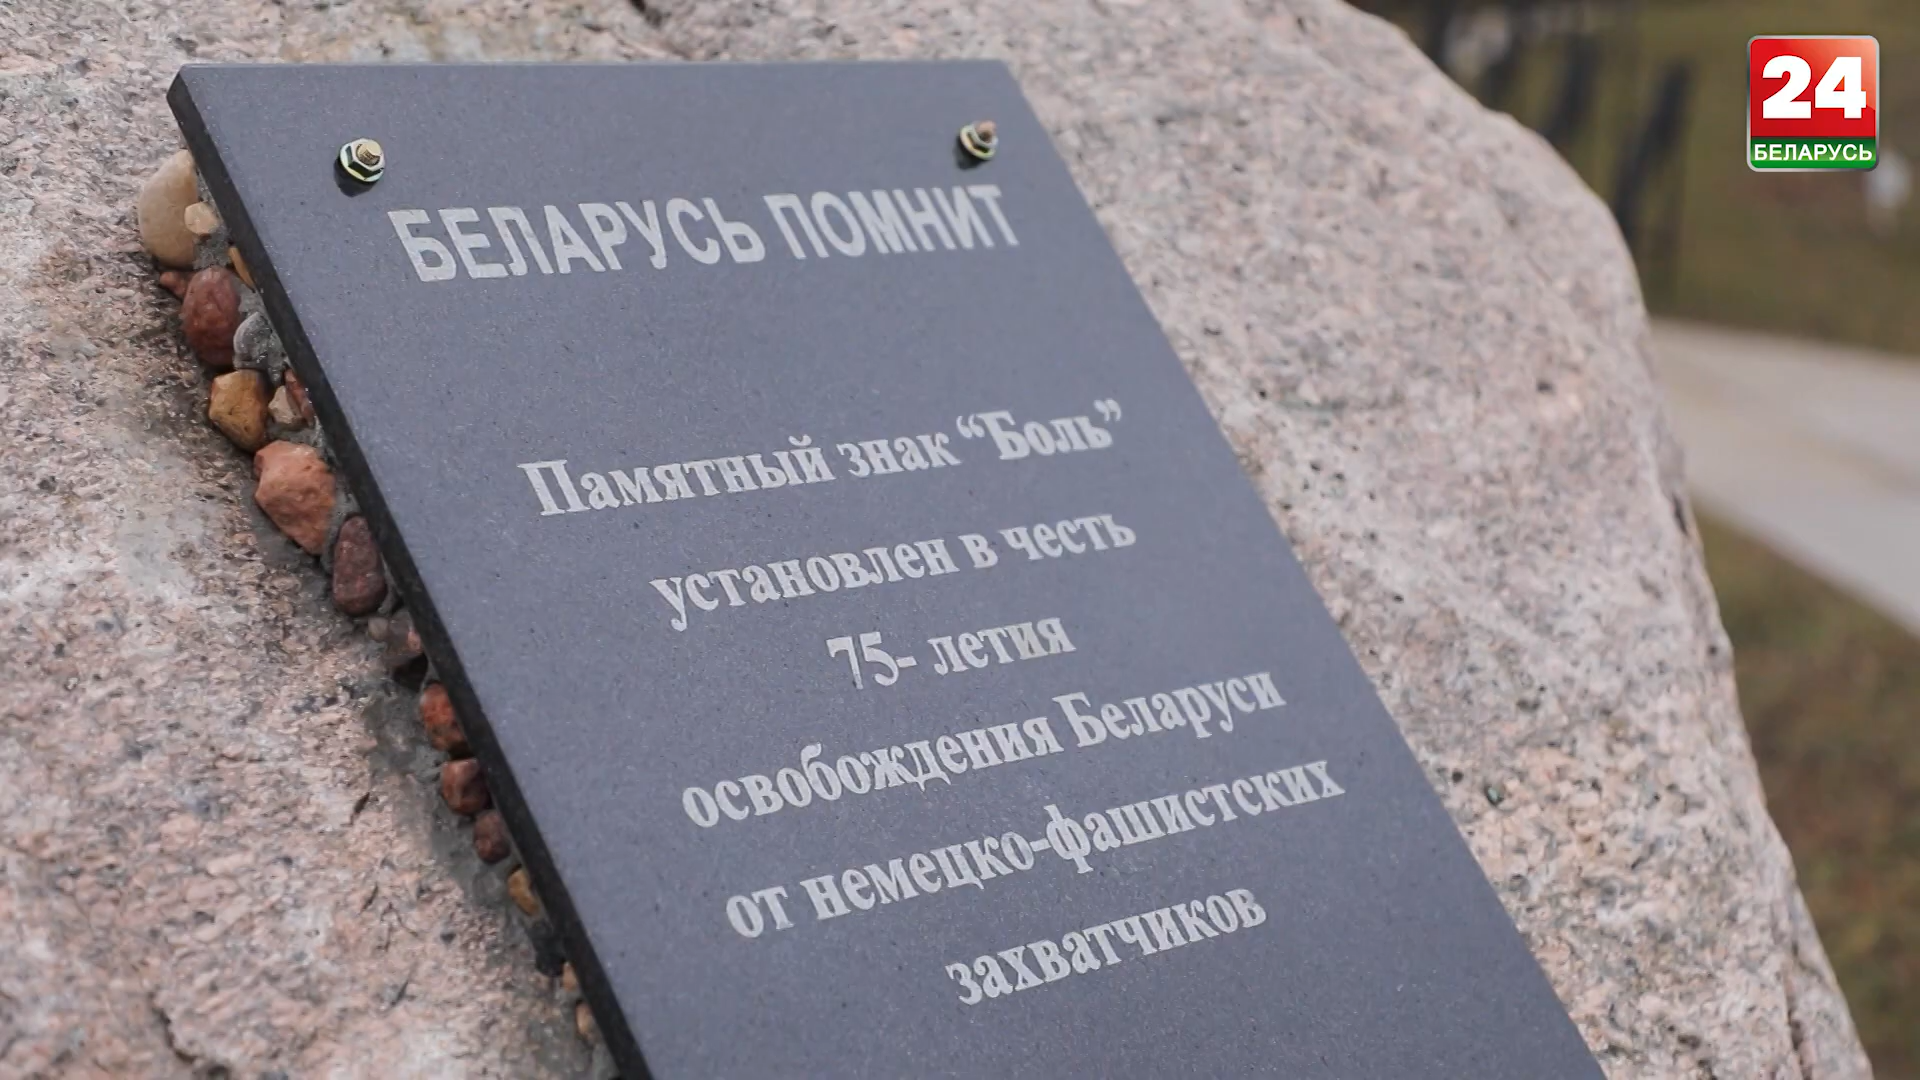 24
БЕЛАРУСЬ
БЕЛАРУСЬ ПОМНИТ
Памятный знак “Боль”
установлен в честь
75- летия
освобождения Беларуси
от немецко-фашистских
захватчиков